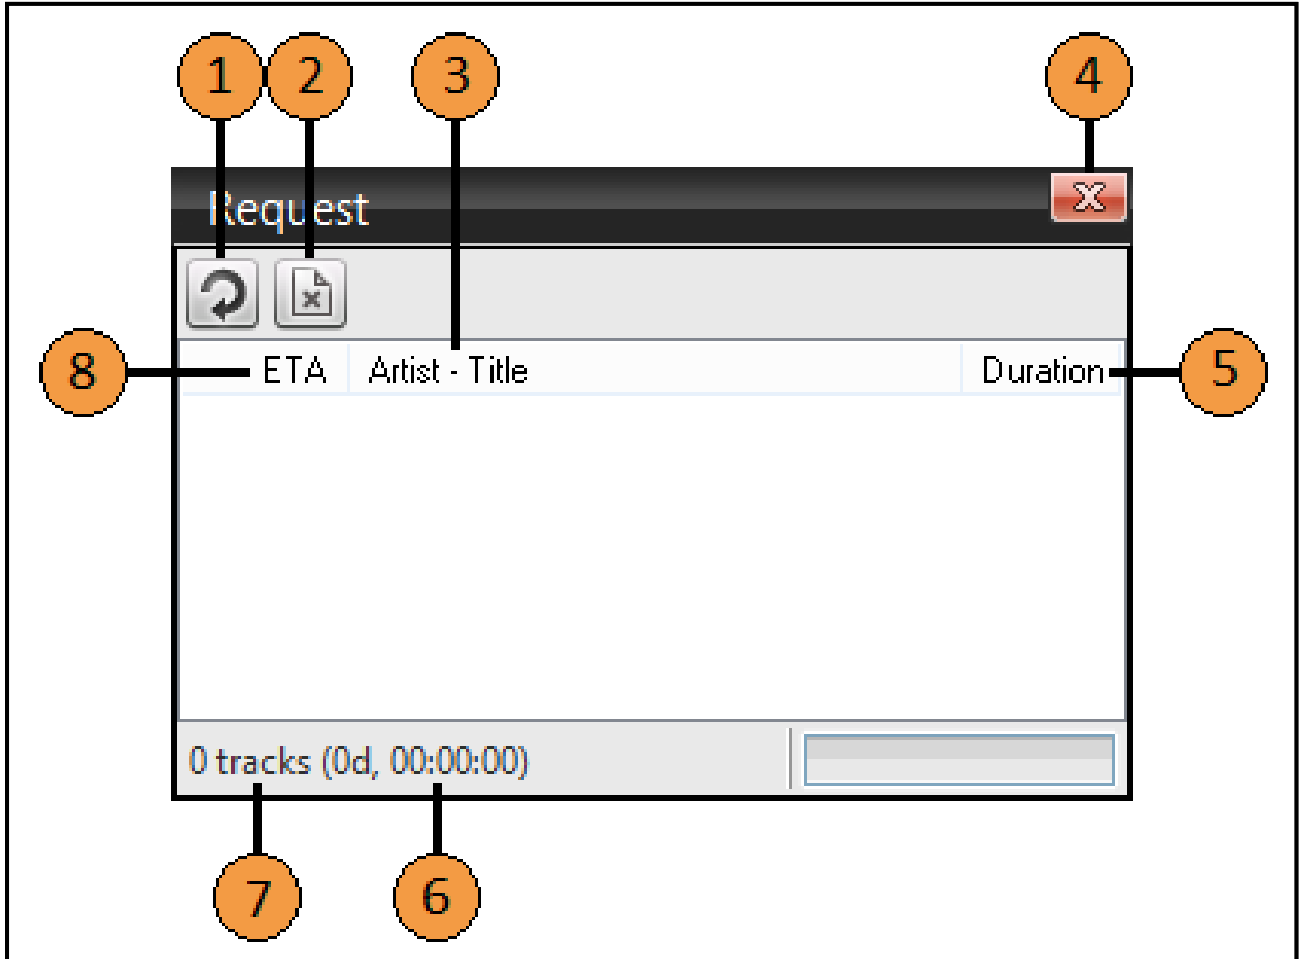 1 2 3 4
Request
8 ETA Artist - Title Duration 5
0 tracks (0d, 00:00:00)
7 6